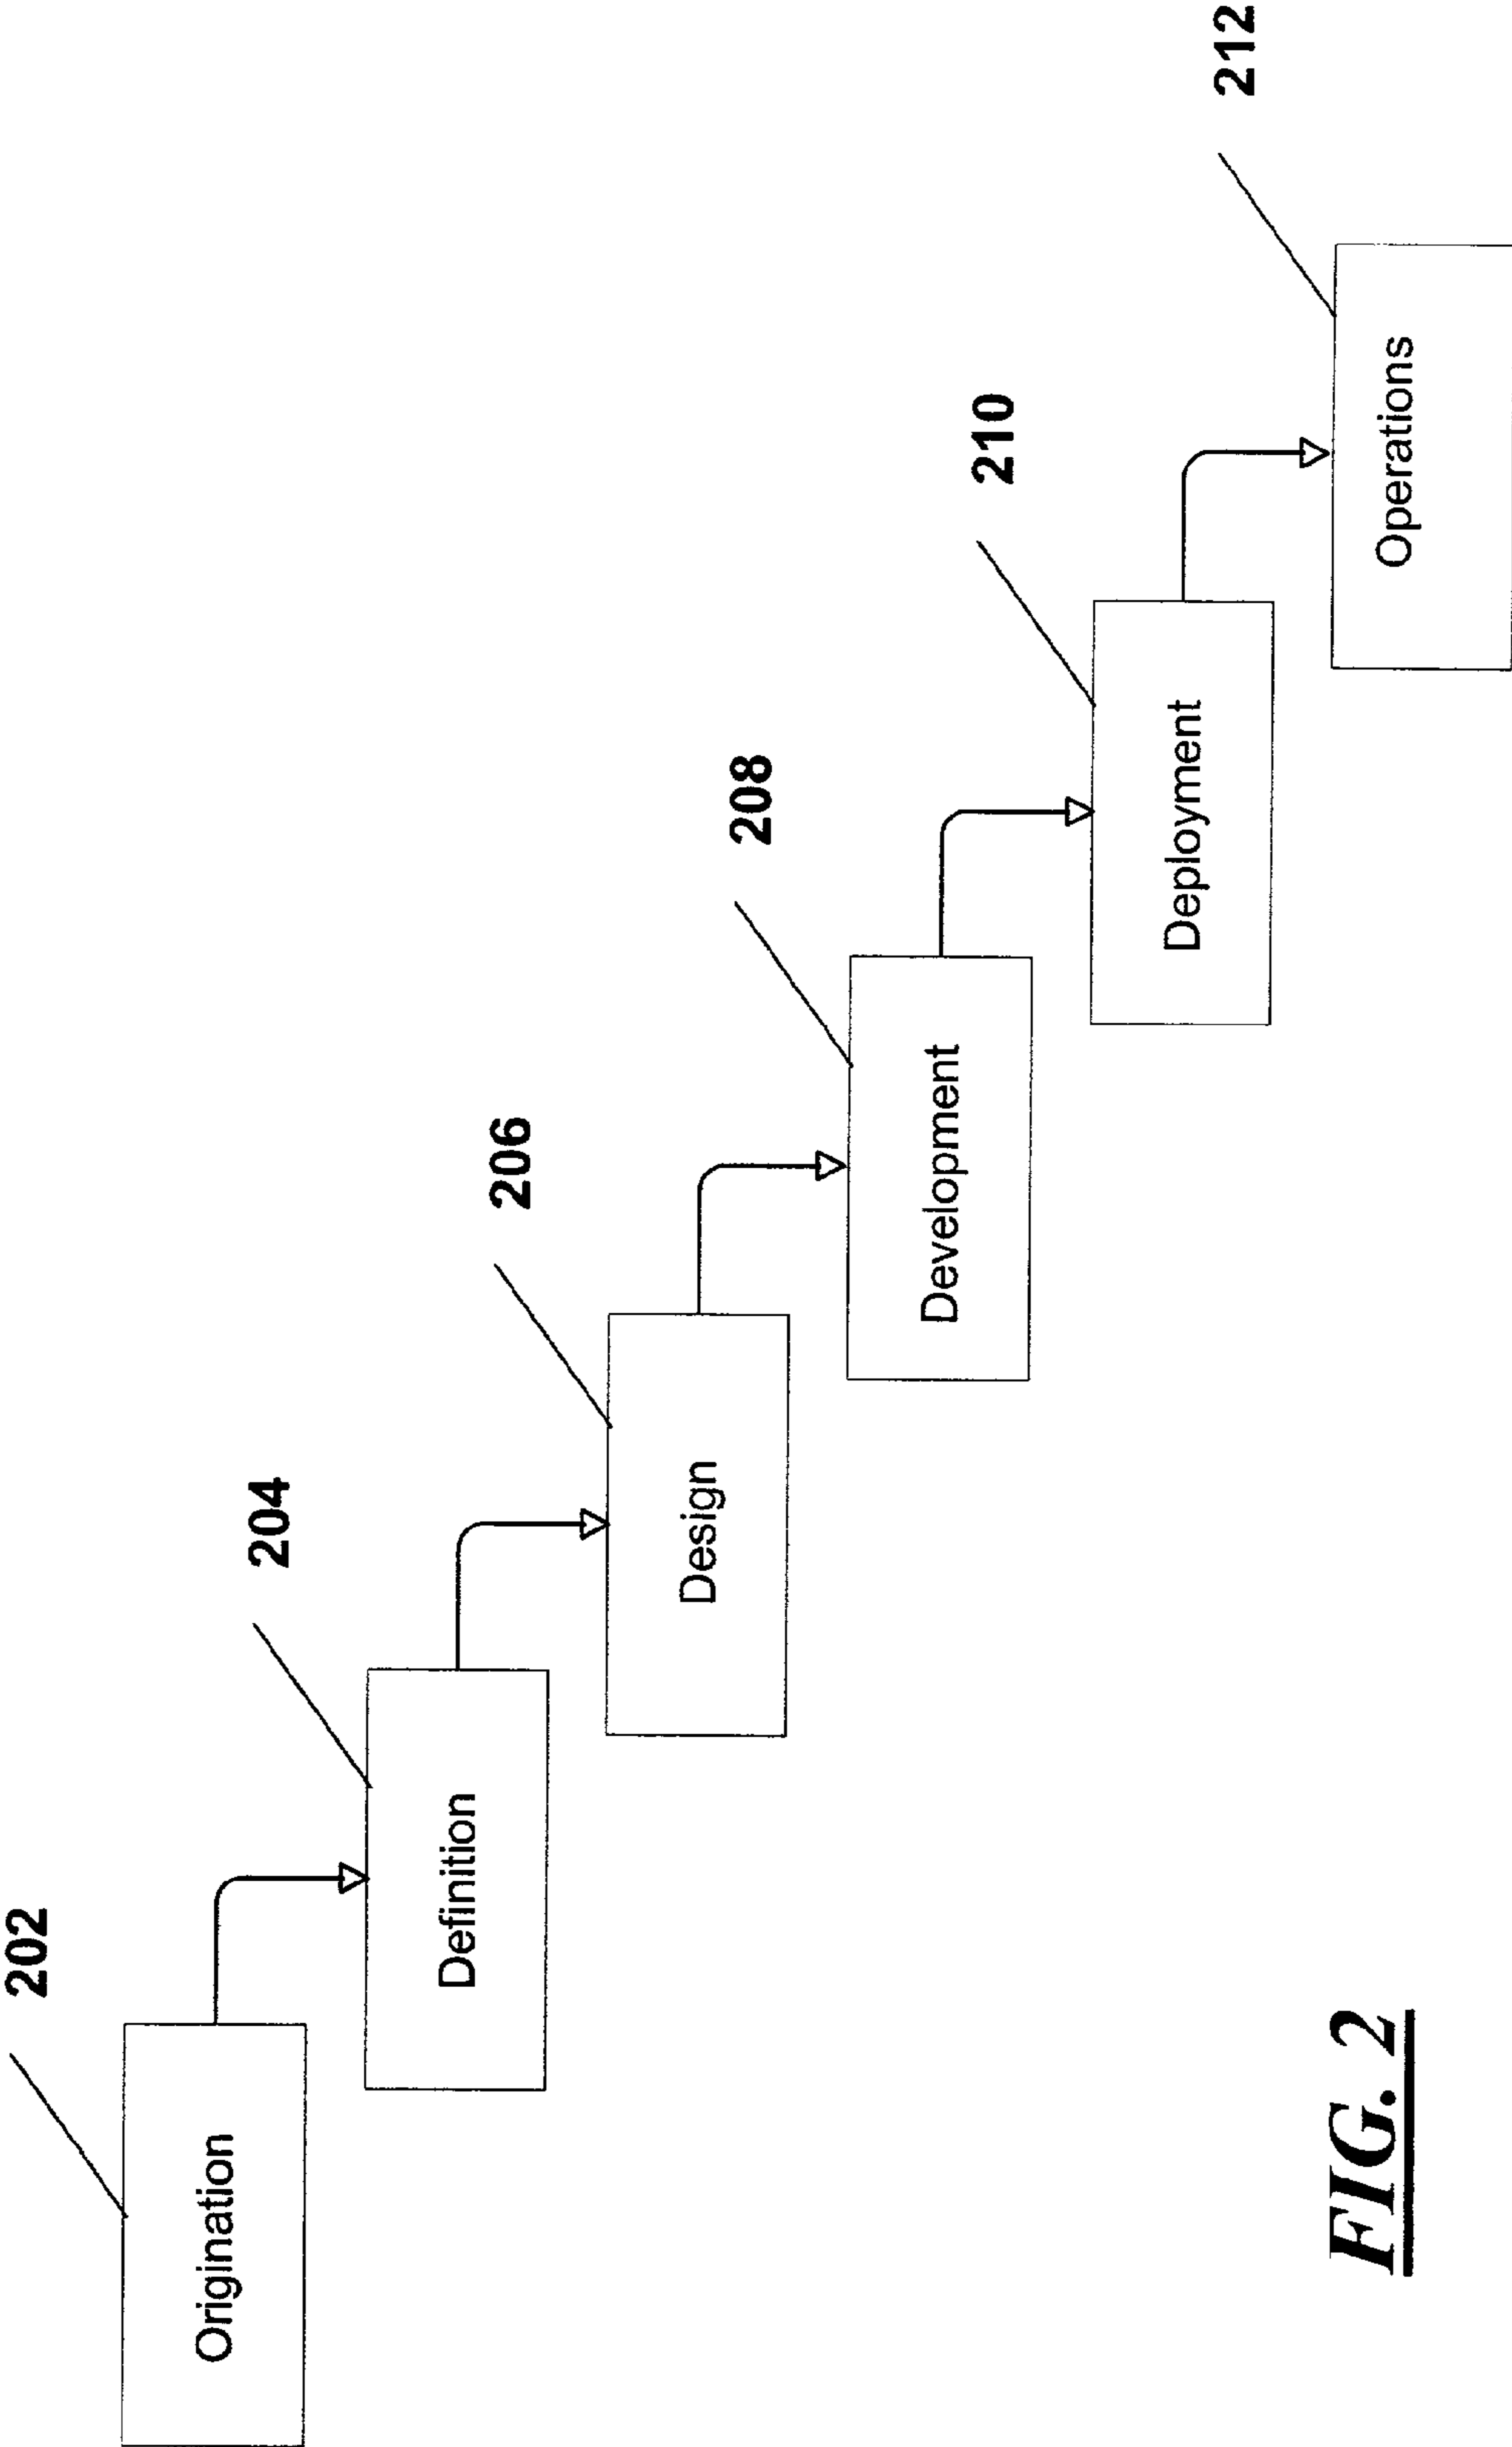 202
Origination
204
Definition
206
Design
208
Development
210
Deployment
212
Operations
FIG. 2